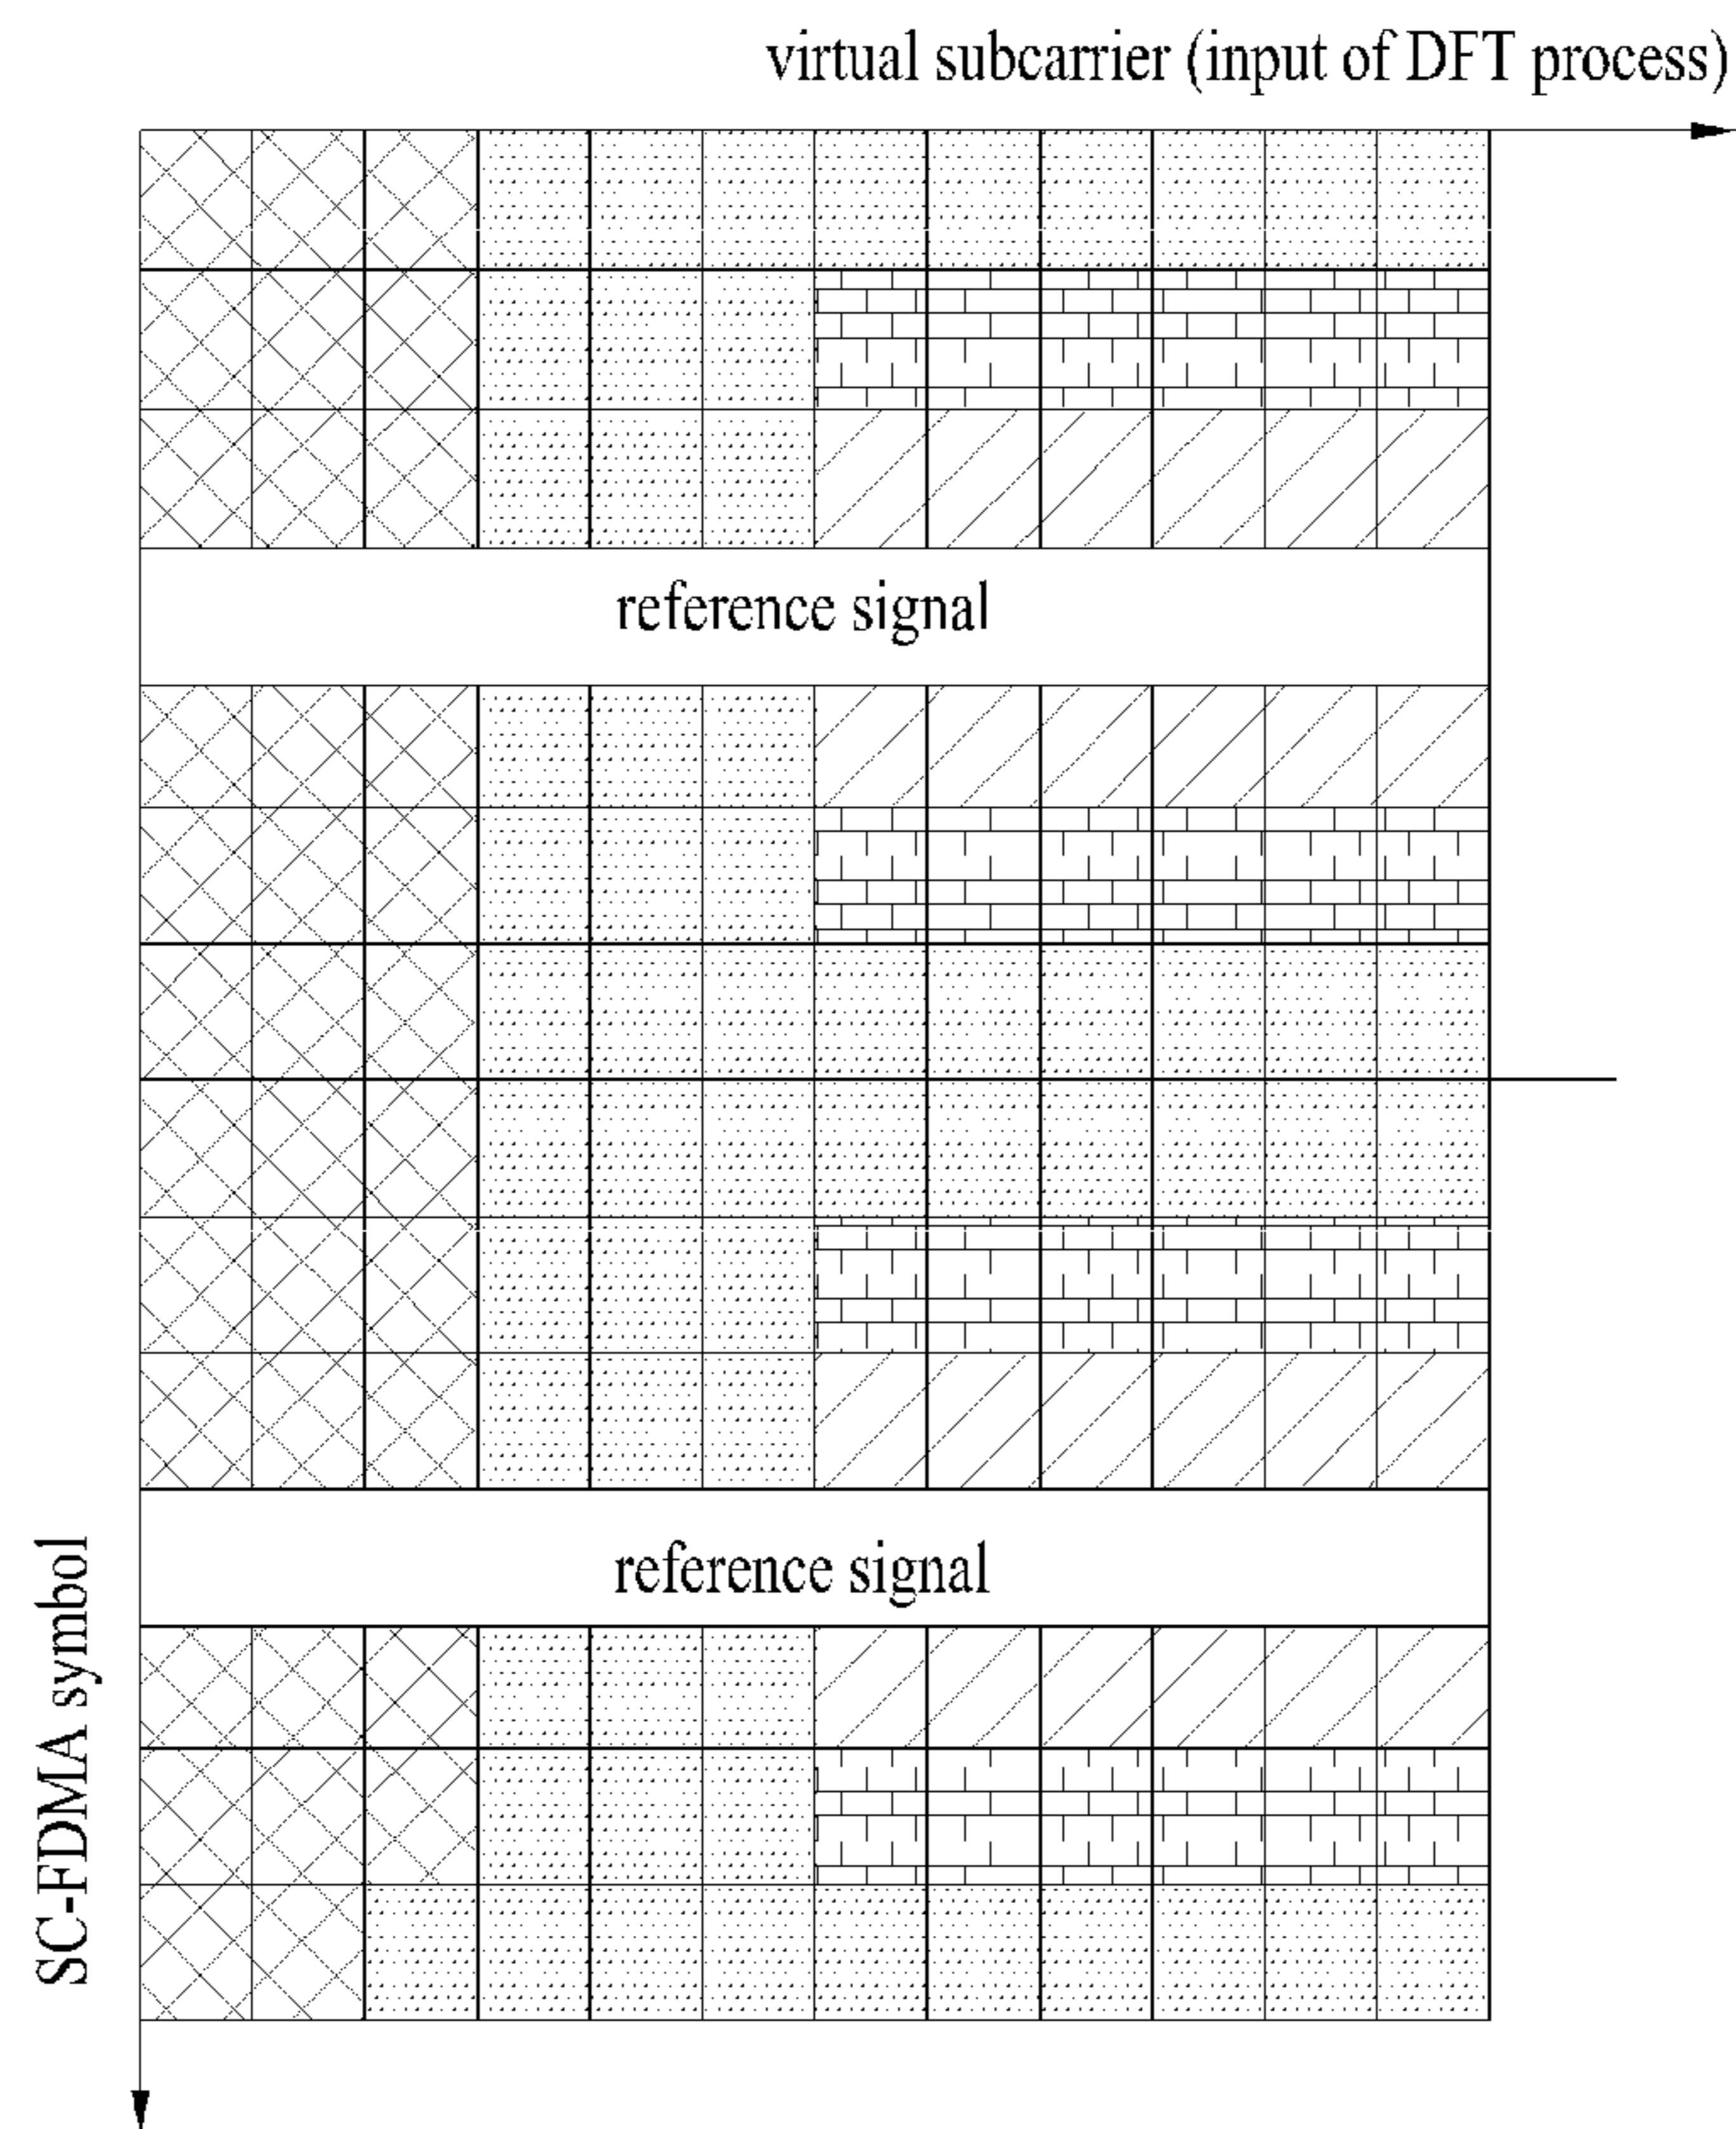 virtual subcarrier (input of DFT process)
reference signal
reference signal
SC-FDMA symbol